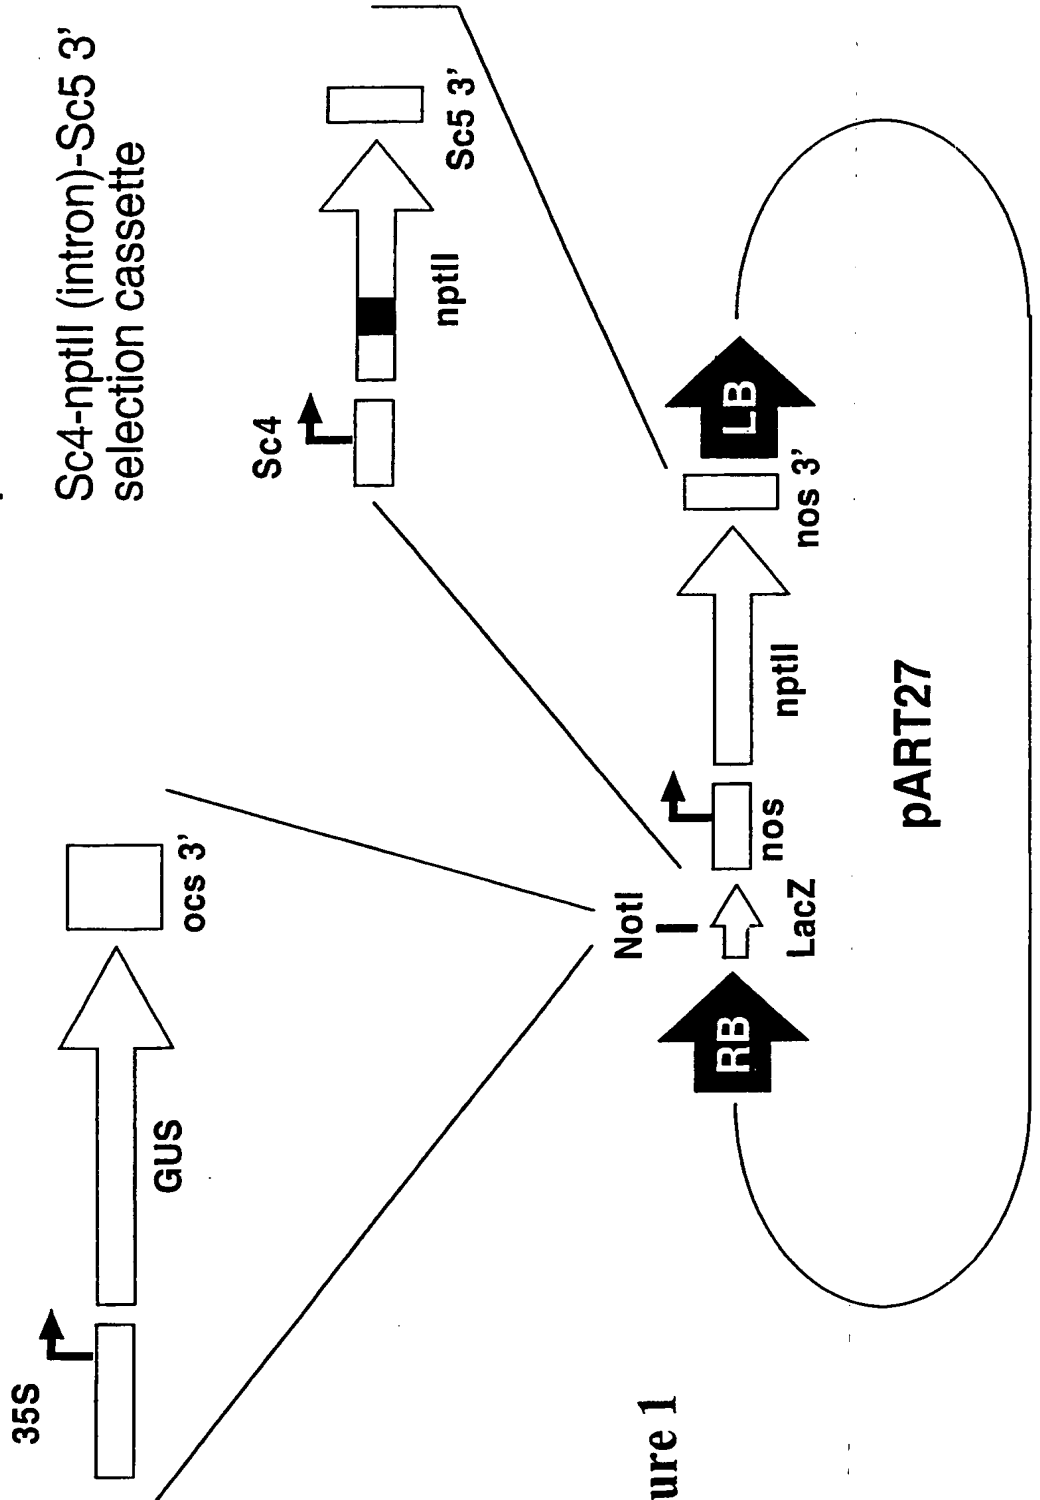 Sc4-nptII (intron)-Sc5 3'
selection cassette
35S
GUS
ocs 3'
Sc4
nptII
Sc5 3'
NotI
RB
LacZ
nos
nptII
nos 3'
LB
pART27
ure 1